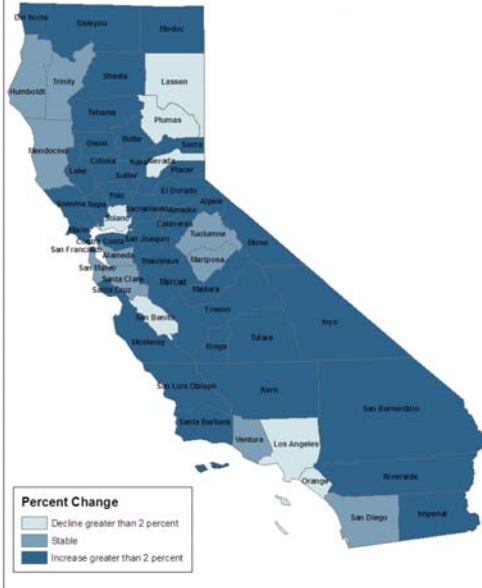 Del Norte
Siskiyou
Modoc
Humboldt
Trinity
Shasta
Lassen
Tehama
Plumas
Mendocino
Glenn
Butte
Sierra
Lake
Colusa
Yuba
Nevada
Sutter
Placer
Sonoma
Napa
Yolo
El Dorado
Sacramento
Amador
Alpine
Solano
Calaveras
Marin
Contra Costa
San Joaquin
Tuolumne
Mono
San Francisco
Alameda
Stanislaus
Mariposa
San Mateo
Santa Clara
Santa Cruz
Merced
Madera
San Benito
Fresno
Inyo
Monterey
Kings
Tulare
San Luis Obispo
Kern
San Bernardino
Santa Barbara
Ventura
Los Angeles
Orange
Riverside
San Diego
Imperial
Percent Change
Decline greater than 2 percent
Stable
Increase greater than 2 percent